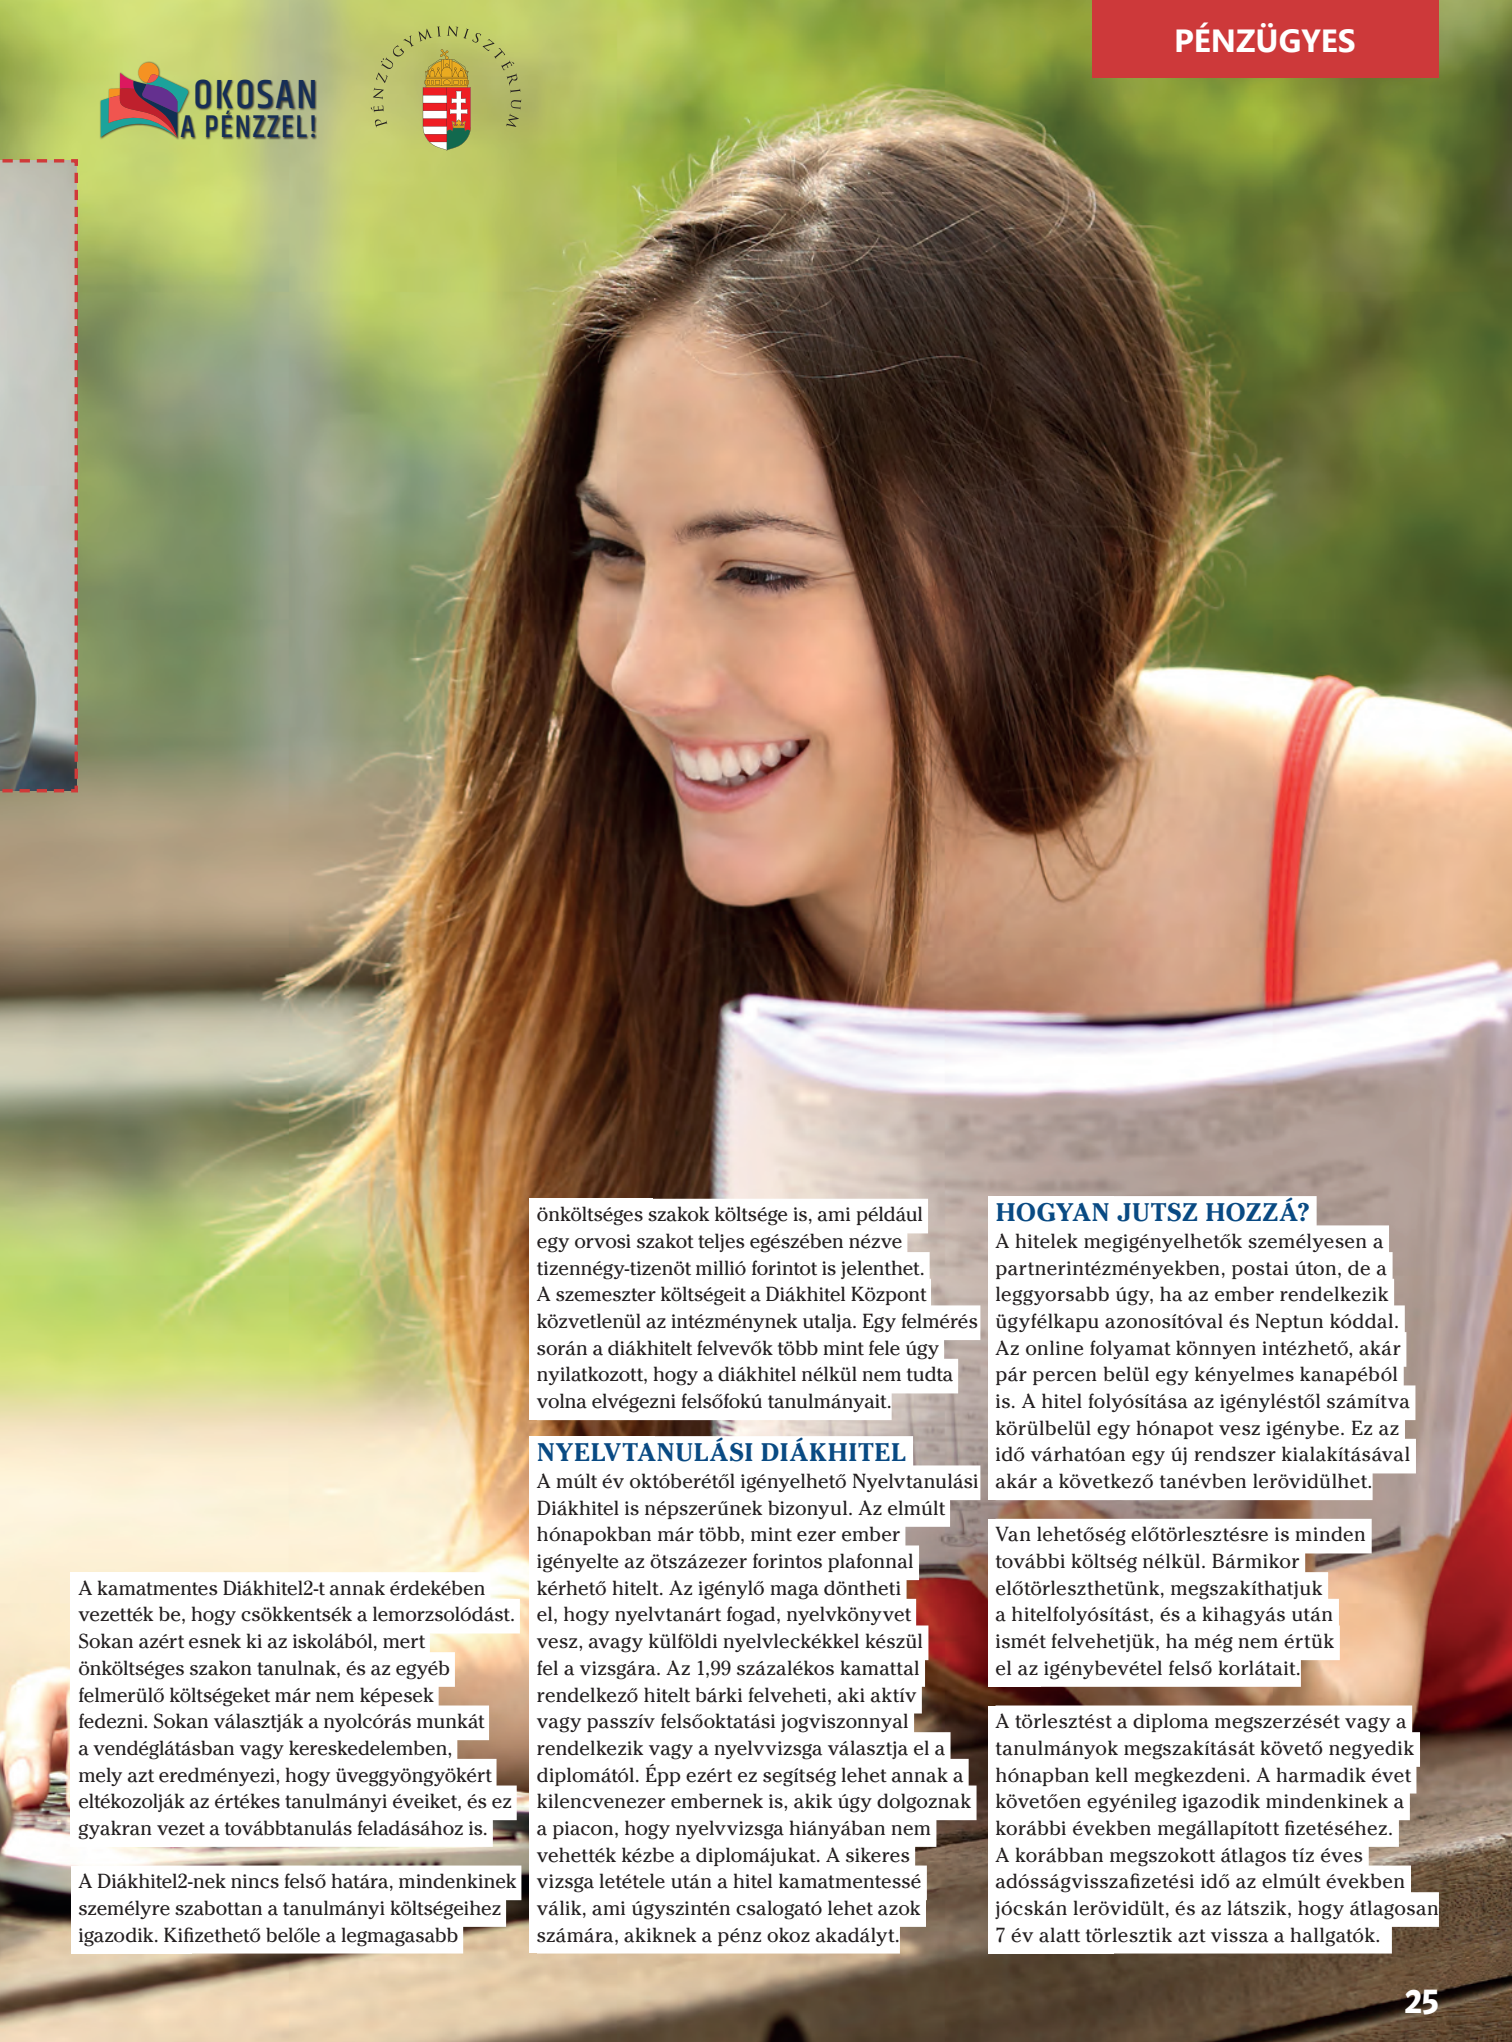 PÉNZÜGYES
OKOSAN
A PÉNZZEL!
PÉNZÜGYMINISZTÉRIUM
A kamatmentes Diákhitel2-t annak érdekében
vezették be, hogy csökkentsék a lemorzsolódást.
Sokan azért esnek ki az iskolából, mert
önköltséges szakon tanulnak, és az egyéb
felmerülő költségeket már nem képesek
fedezni. Sokan választják a nyolcórás munkát
a vendéglátásban vagy kereskedelemben,
mely azt eredményezi, hogy üveggyöngyökért
eltékozolják az értékes tanulmányi éveiket, és ez
gyakran vezet a továbbtanulás feladásához is.
A Diákhitel2-nek nincs felső határa, mindenkinek
személyre szabottan a tanulmányi költségeihez
igazodik. Kifizethető belőle a legmagasabb
önköltséges szakok költsége is, ami például
egy orvosi szakot teljes egészében nézve
tizennégy-tizenöt millió forintot is jelenthet.
A szemeszter költségeit a Diákhitel Központ
közvetlenül az intézménynek utalja. Egy felmérés
során a diákhitelt felvevők több mint fele úgy
nyilatkozott, hogy a diákhitel nélkül nem tudta
volna elvégezni felsőfokú tanulmányait.
NYELVTANULÁSI DIÁKHITEL
A múlt év októberétől igényelhető Nyelvtanulási
Diákhitel is népszerűnek bizonyul. Az elmúlt
hónapokban már több, mint ezer ember
igényelte az ötszázezer forintos plafonnal
kérhető hitelt. Az igénylő maga döntheti
el, hogy nyelvtanárt fogad, nyelvkönyvet
vesz, avagy külföldi nyelvleckékkel készül
fel a vizsgára. Az 1,99 százalékos kamattal
rendelkező hitelt bárki felveheti, aki aktív
vagy passzív felsőoktatási jogviszonnyal
rendelkezik vagy a nyelvvizsga választja el a
diplomától. Épp ezért ez segítség lehet annak a
kilencvenezer embernek is, akik úgy dolgoznak
a piacon, hogy nyelvvizsga hiányában nem
vehették kézbe a diplomájukat. A sikeres
vizsga letétele után a hitel kamatmentessé
válik, ami úgyszintén csalogató lehet azok
számára, akiknek a pénz okoz akadályt.
HOGYAN JUTSZ HOZZÁ?
A hitelek megigényelhetők személyesen a
partnerintézményekben, postai úton, de a
leggyorsabb úgy, ha az ember rendelkezik
ügyfélkapu azonosítóval és Neptun kóddal.
Az online folyamat könnyen intézhető, akár
pár percen belül egy kényelmes kanapéból
is. A hitel folyósítása az igényléstől számítva
körülbelül egy hónapot vesz igénybe. Ez az
idő várhatóan egy új rendszer kialakításával
akár a következő tanévben lerövidülhet.
Van lehetőség előtörlesztésre is minden
további költség nélkül. Bármikor
előtörleszthetünk, megszakíthatjuk
a hitelfolyósítást, és a kihagyás után
ismét felvehetjük, ha még nem értük
el az igénybevétel felső korlátait.
A törlesztést a diploma megszerzését vagy a
tanulmányok megszakítását követő negyedik
hónapban kell megkezdeni. A harmadik évet
követően egyénileg igazodik mindenkinek a
korábbi években megállapított fizetéséhez.
A korábban megszokott átlagos tíz éves
adósságvisszafizetési idő az elmúlt években
jócskán lerövidült, és az látszik, hogy átlagosan
7 év alatt törlesztik azt vissza a hallgatók.
25